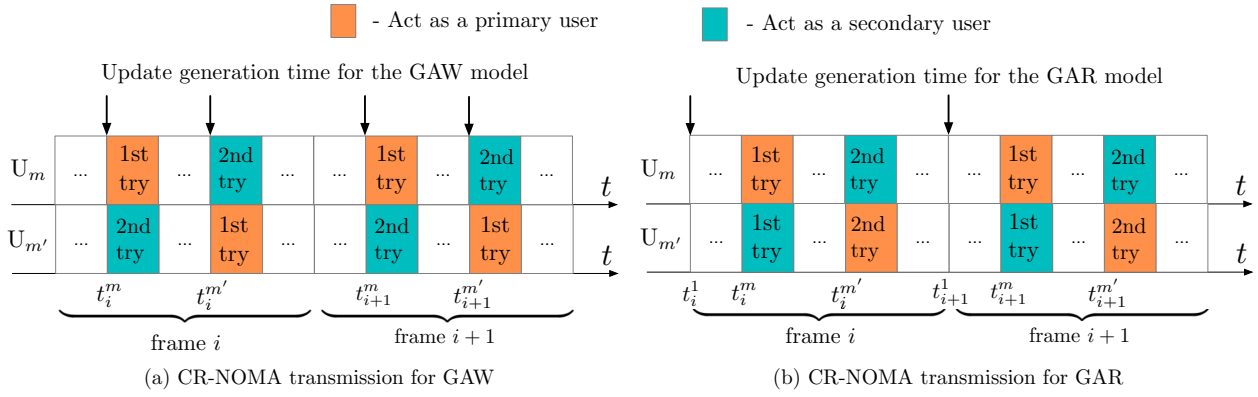 - Act as a primary user
- Act as a secondary user
Update generation time for the GAW model
U_m ... 1st try ... 2nd try ... ... 1st try ... 2nd try ... t
U_{m'} ... 2nd try ... 1st try ... ... 2nd try ... 1st try ... t
t_i^m t_i^{m'} t_{i+1}^m t_{i+1}^{m'}
frame i frame i + 1
(a) CR-NOMA transmission for GAW
Update generation time for the GAR model
U_m ... 1st try ... 2nd try ... ... 1st try ... 2nd try ... t
U_{m'} ... 1st try ... 2nd try ... ... 1st try ... 2nd try ... t
t_i^1 t_i^m t_i^{m'} t_{i+1}^1 t_{i+1}^m t_{i+1}^{m'}
frame i frame i + 1
(b) CR-NOMA transmission for GAR